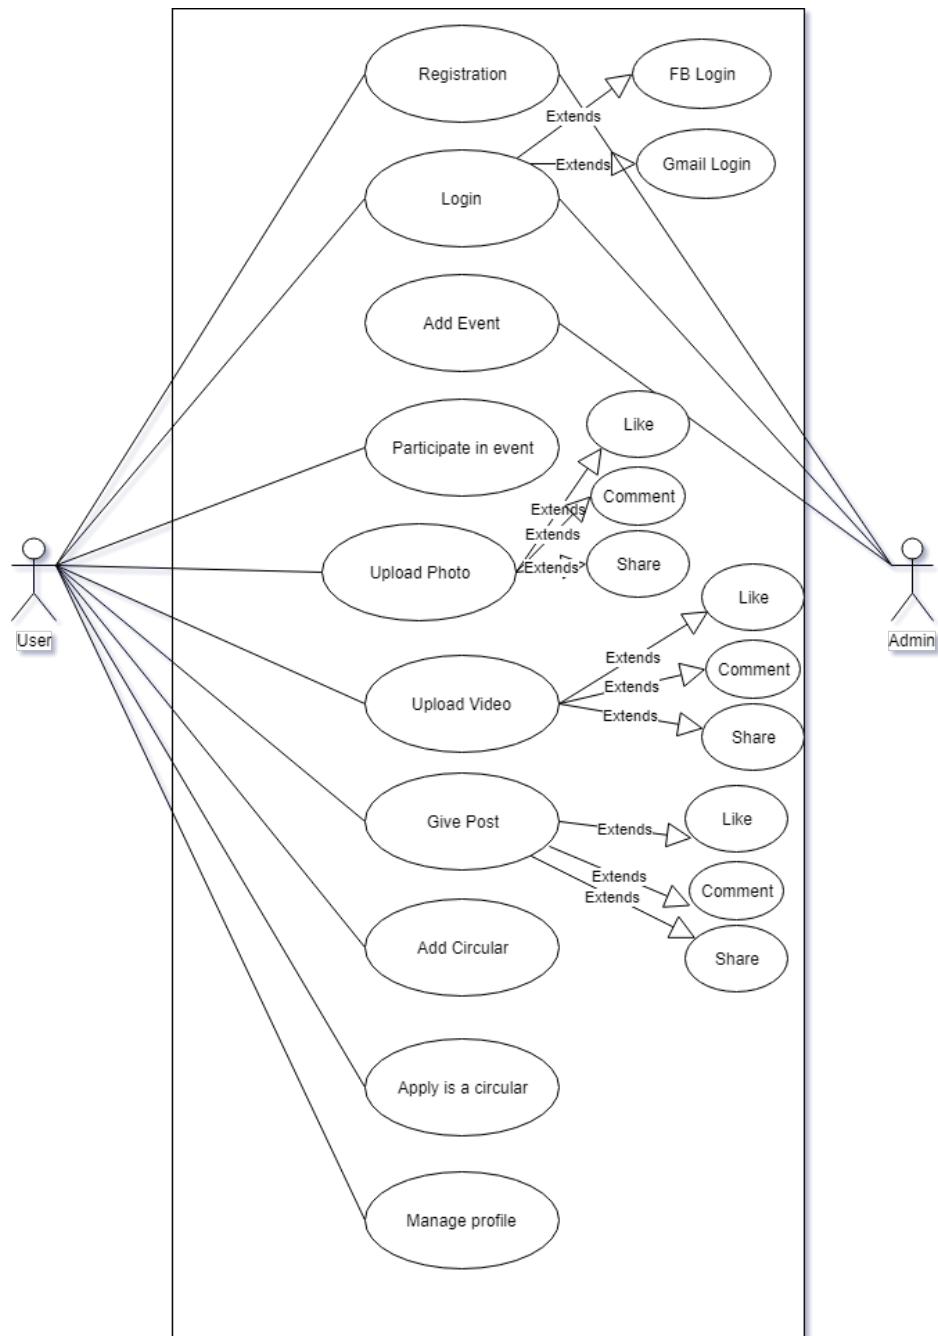 Registration
FB Login
Extends
Extends
Gmail Login
Login
Add Event
Like
Participate in event
Comment
Extends
Extends
Upload Photo
Extends
Share
Like
User
Admin
Extends
Comment
Extends
Upload Video
Extends
Share
Give Post
Extends
Like
Extends
Comment
Extends
Add Circular
Share
Apply is a circular
Manage profile